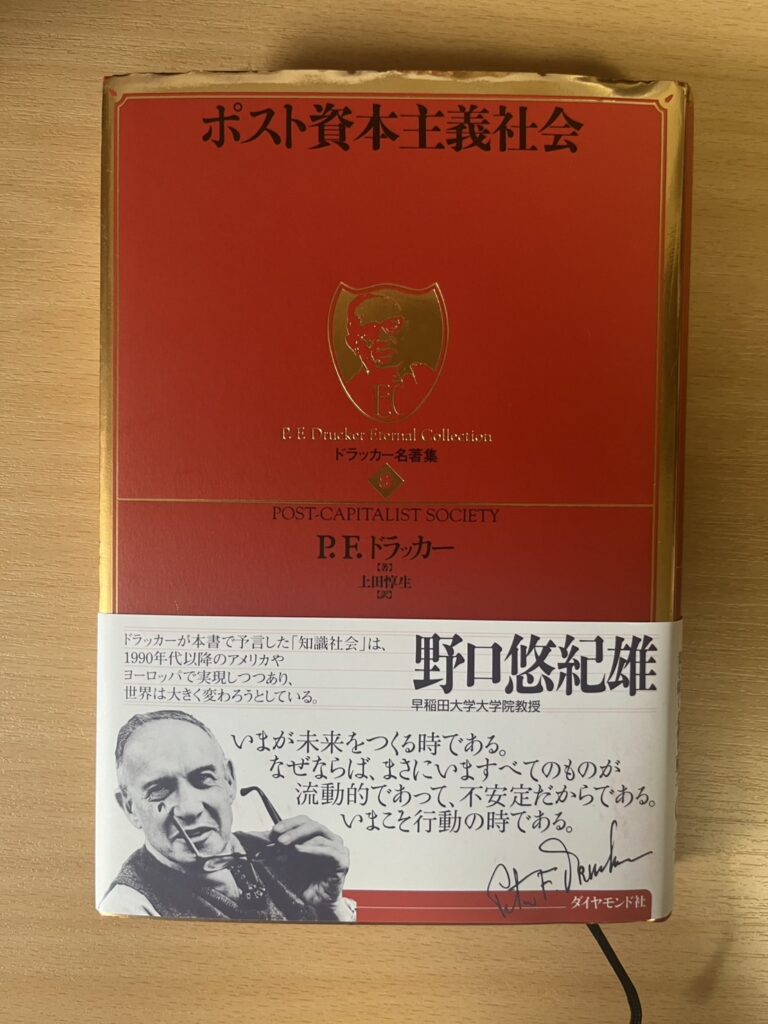 ポスト資本主義社会
P. F. Drucker Eternal Collection
ドラッカー名著集
8
POST-CAPITALIST SOCIETY
P.F.ドラッカー
【著】
上田惇生
【訳】
ドラッカーが本書で予言した「知識社会」は、
1990年代以降のアメリカや
ヨーロッパで実現しつつあり、
世界は大きく変わろうとしている。
野口悠紀雄
早稲田大学大学院教授
いまが未来をつくる時である。
なぜならば、まさにいますべてのものが
流動的であって、不安定だからである。
いまこそ行動の時である。
Peter F. Drucker
ダイヤモンド社